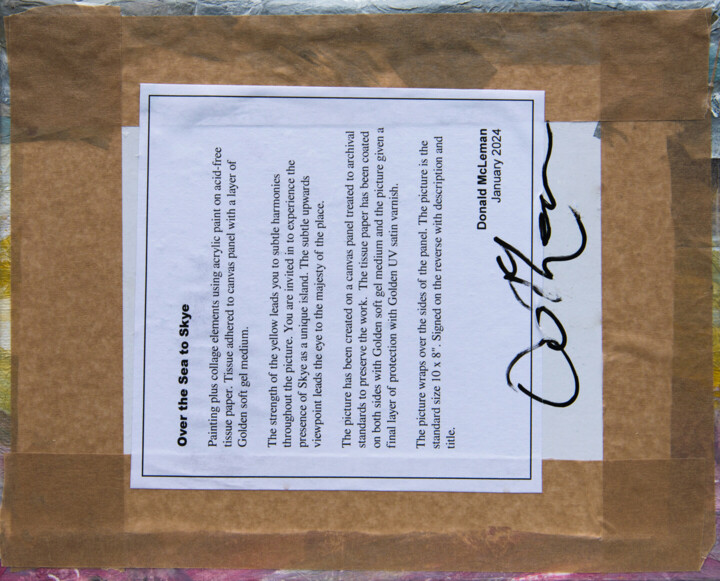 Over the Sea to Skye
Painting plus collage elements using acrylic paint on acid-free
tissue paper. Tissue adhered to canvas panel with a layer of
Golden soft gel medium.
The strength of the yellow leads you to subtle harmonies
throughout the picture. You are invited in to experience the
presence of Skye as a unique island. The subtle upwards
viewpoint leads the eye to the majesty of the place.
The picture has been created on a canvas panel treated to archival
standards to preserve the work. The tissue paper has been coated
on both sides with Golden soft gel medium and the picture given a
final layer of protection with Golden UV satin varnish.
The picture wraps over the sides of the panel. The picture is the
standard size 10 x 8". Signed on the reverse with description and
title.
Donald McLeman
January 2024